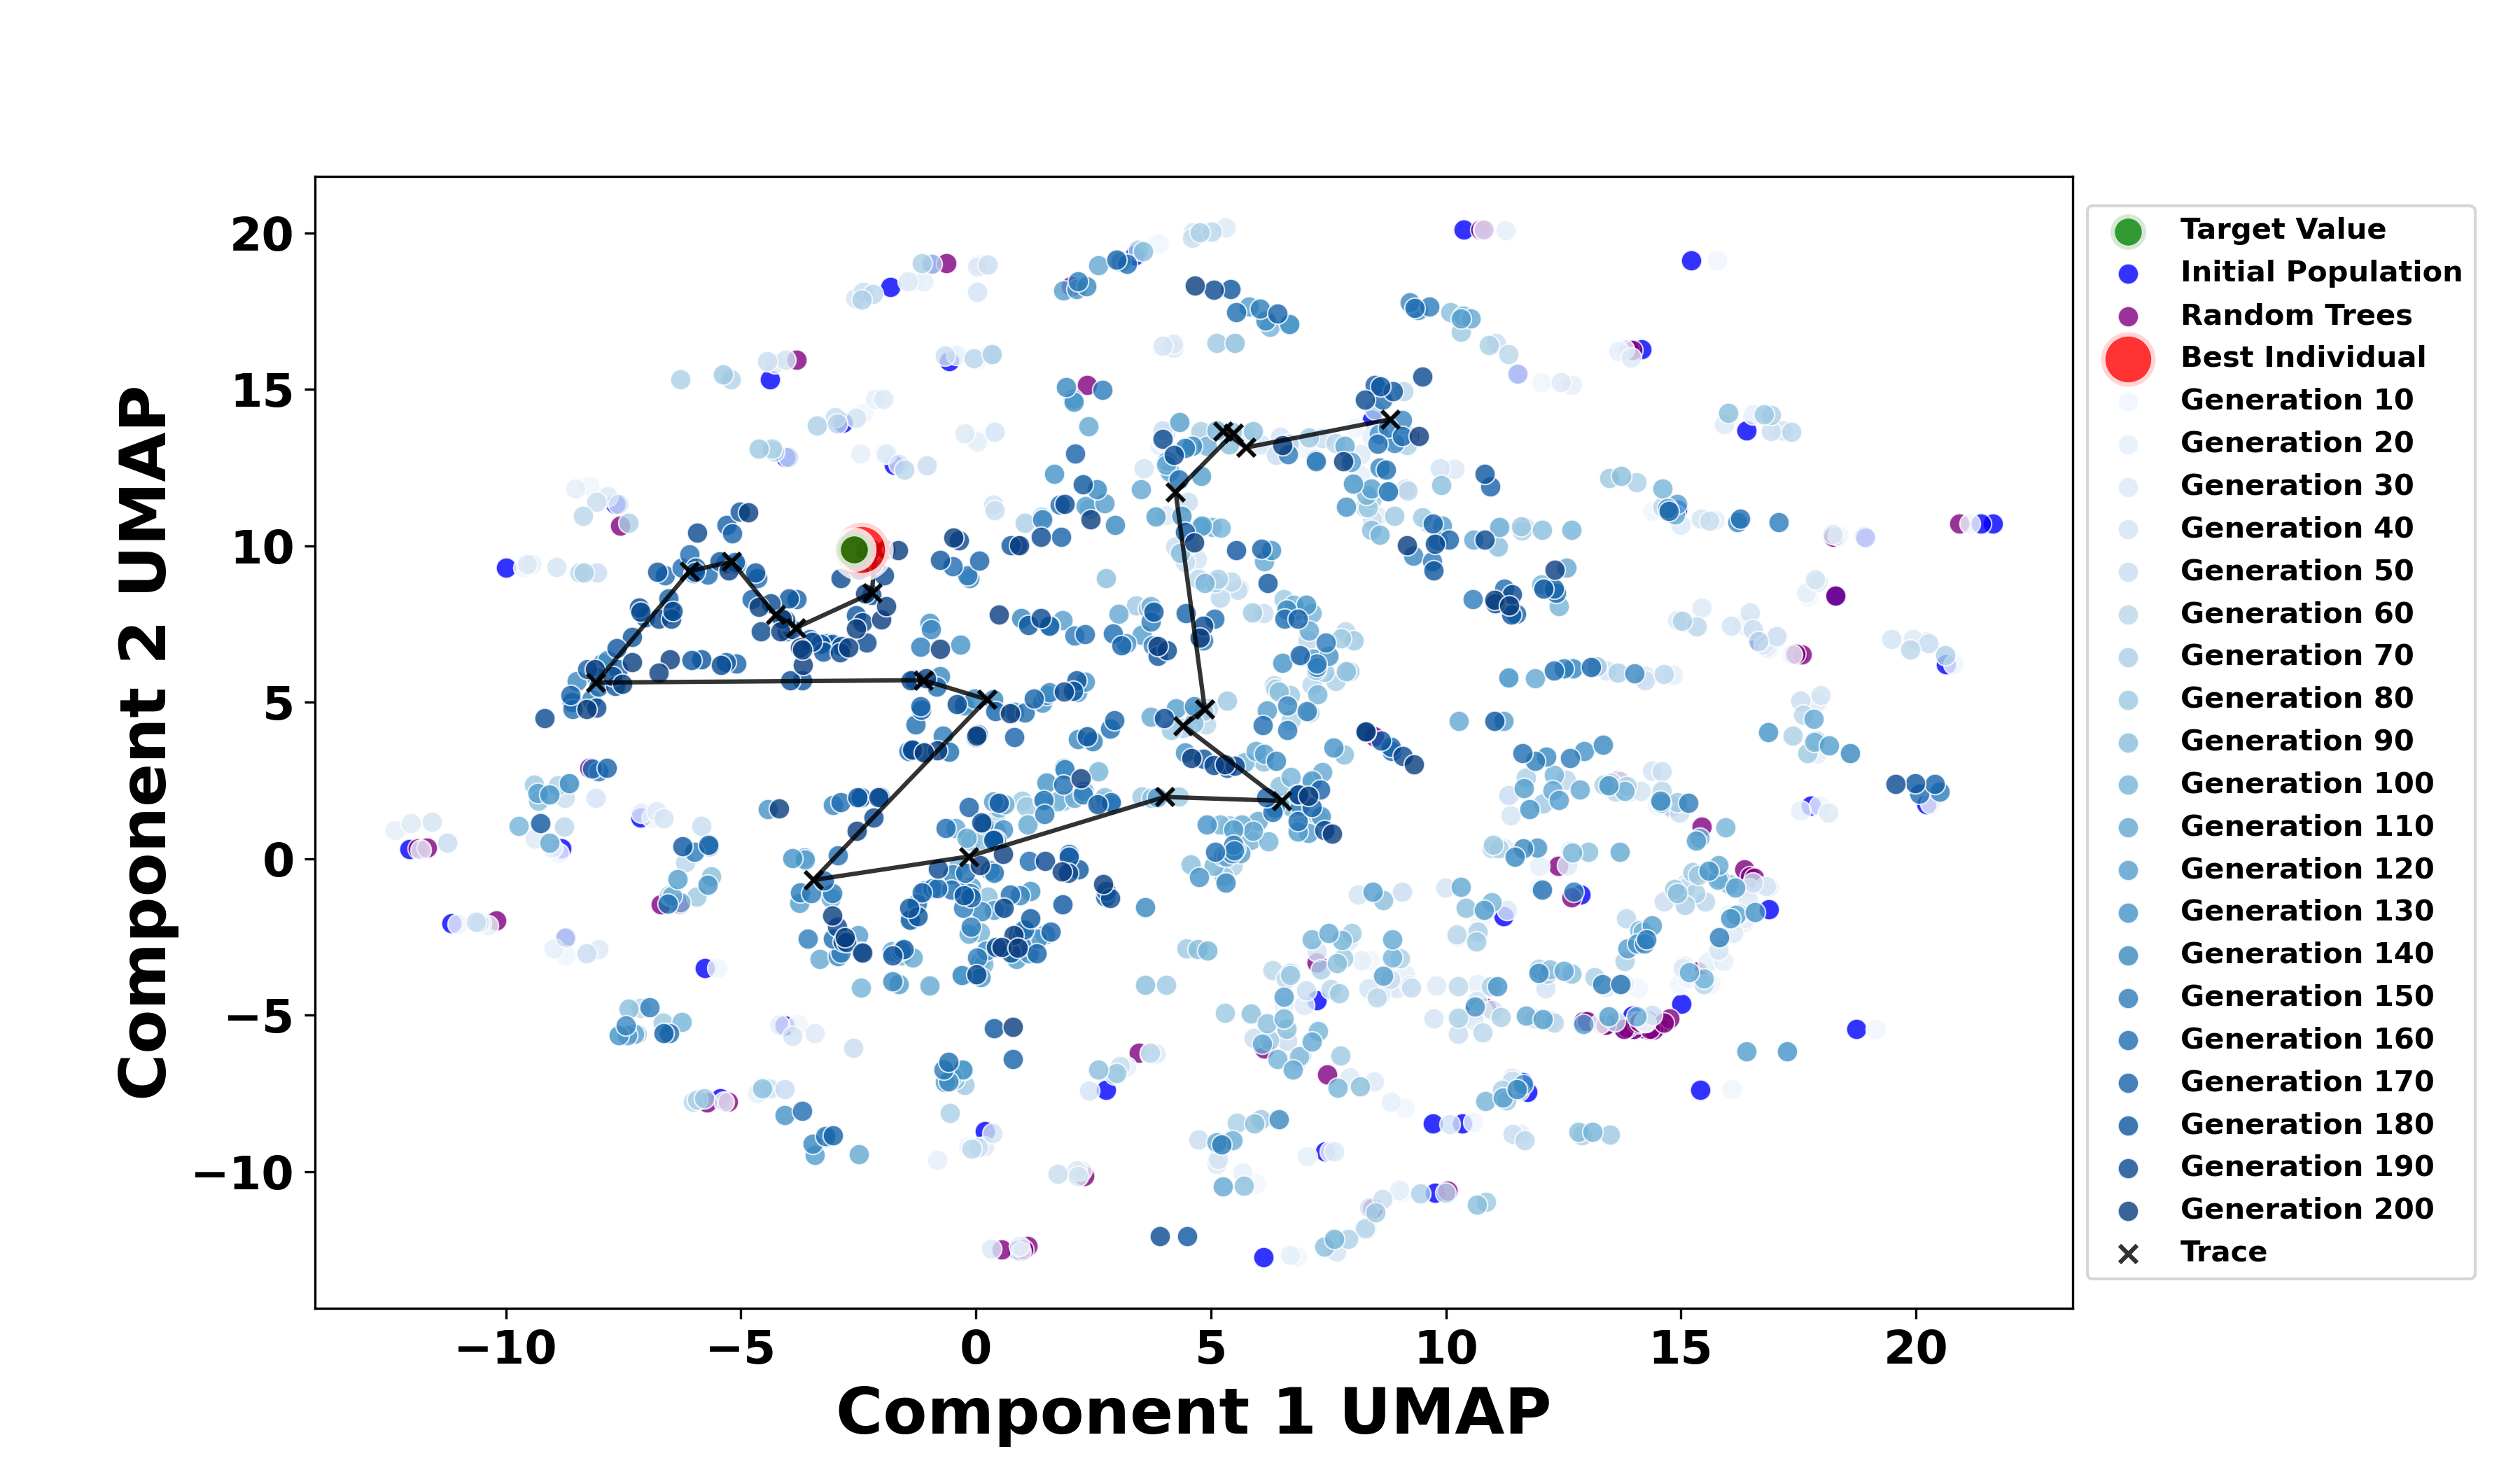 Component 2 UMAP
20
15
10
5
0
−5
−10
−10
−5
0
5
10
15
20
Component 1 UMAP
Target Value
Initial Population
Random Trees
Best Individual
Generation 10
Generation 20
Generation 30
Generation 40
Generation 50
Generation 60
Generation 70
Generation 80
Generation 90
Generation 100
Generation 110
Generation 120
Generation 130
Generation 140
Generation 150
Generation 160
Generation 170
Generation 180
Generation 190
Generation 200
Trace